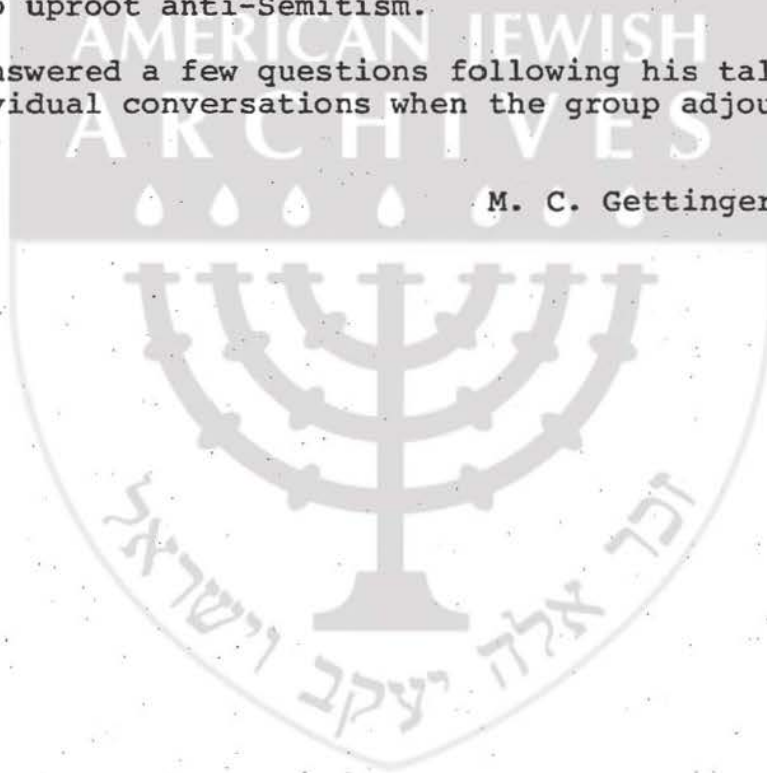 o uproot anti-Semitism.
AMERICAN JEWISH
nswered a few questions following his tal
vidual conversations when the group adjou
ARCHIVES
M. C. Gettinger
זכר אלה יעקב וישראל